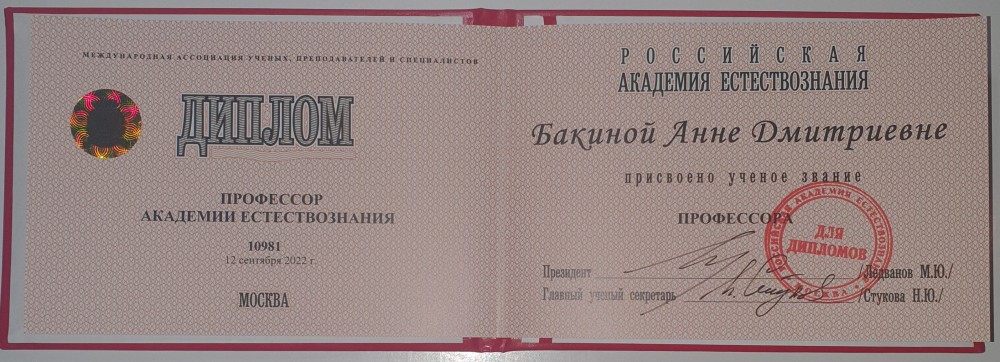 МЕЖДУНАРОДНАЯ АССОЦИАЦИЯ УЧЕНЫХ, ПРЕПОДАВАТЕЛЕЙ И СПЕЦИАЛИСТОВ
ДИПЛОМ
ПРОФЕССОР
АКАДЕМИИ ЕСТЕСТВОЗНАНИЯ
10981
12 сентября 2022 г.
МОСКВА
РОССИЙСКАЯ
АКАДЕМИЯ ЕСТЕСТВОЗНАНИЯ
Бакиной Анне Дмитриевне
присвоено ученое звание
ПРОФЕССОРА
Президент /Ледванов М.Ю./
Главный ученый секретарь /Стукова Н.Ю./
РОССИЙСКАЯ АКАДЕМИЯ ЕСТЕСТВОЗНАНИЯ
МОСКВА
ДЛЯ
ДИПЛОМОВ